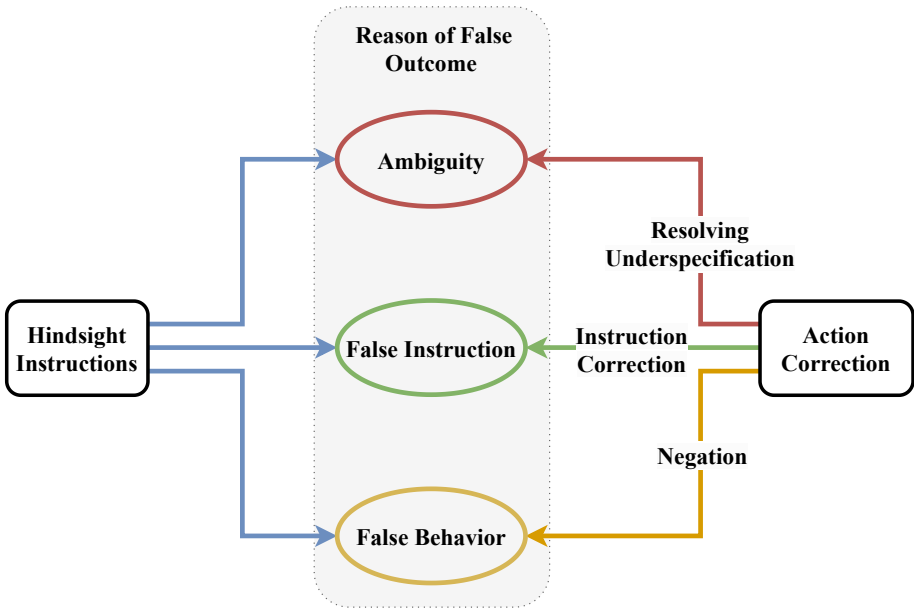 Reason of False
Outcome
Ambiguity
Resolving
Underspecification
Hindsight
Instructions
False Instruction
Instruction
Correction
Action
Correction
Negation
False Behavior